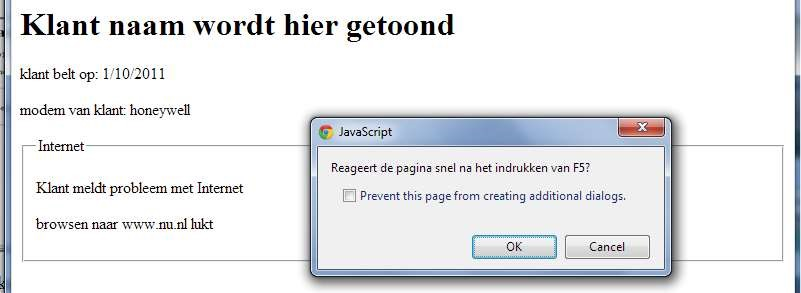 Klant naam wordt hier getoond
klant belt op: 1/10/2011
modem van klant: honeywell
Internet
Klant meldt probleem met Internet
browsen naar www.nu.nl lukt
JavaScript
Reageert de pagina snel na het indrukken van F5?
Prevent this page from creating additional dialogs.
OK
Cancel